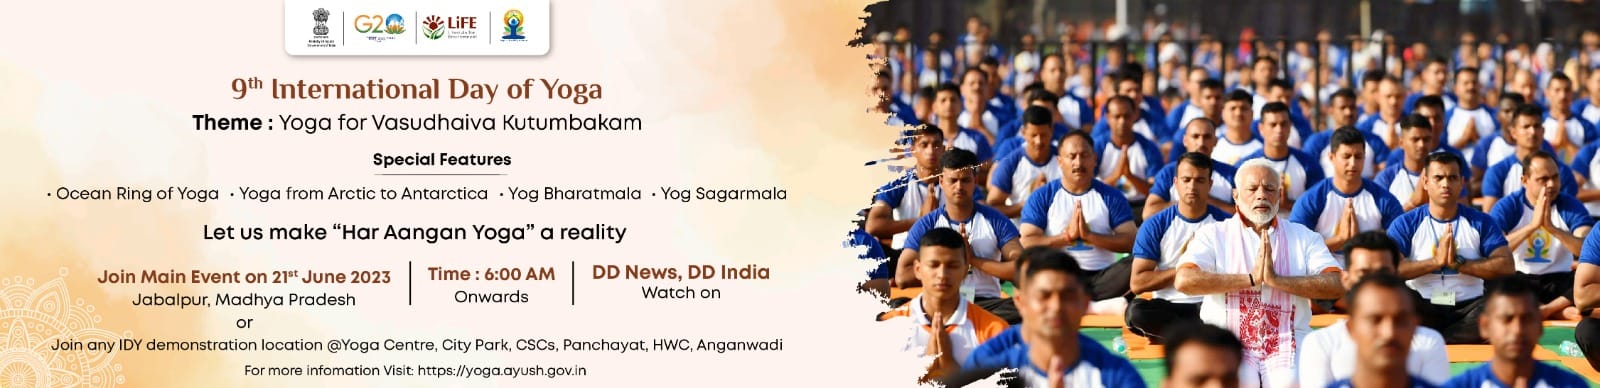 G20
LiFE
9th International Day of Yoga
Theme : Yoga for Vasudhaiva Kutumbakam
Special Features
• Ocean Ring of Yoga • Yoga from Arctic to Antarctica • Yog Bharatmala • Yog Sagarmala
Let us make “Har Aangan Yoga” a reality
Join Main Event on 21st June 2023
Jabalpur, Madhya Pradesh
Time : 6:00 AM
Onwards
DD News, DD India
Watch on
or
Join any IDY demonstration location @Yoga Centre, City Park, CSCs, Panchayat, HWC, Anganwadi
For more infomation Visit: https://yoga.ayush.gov.in